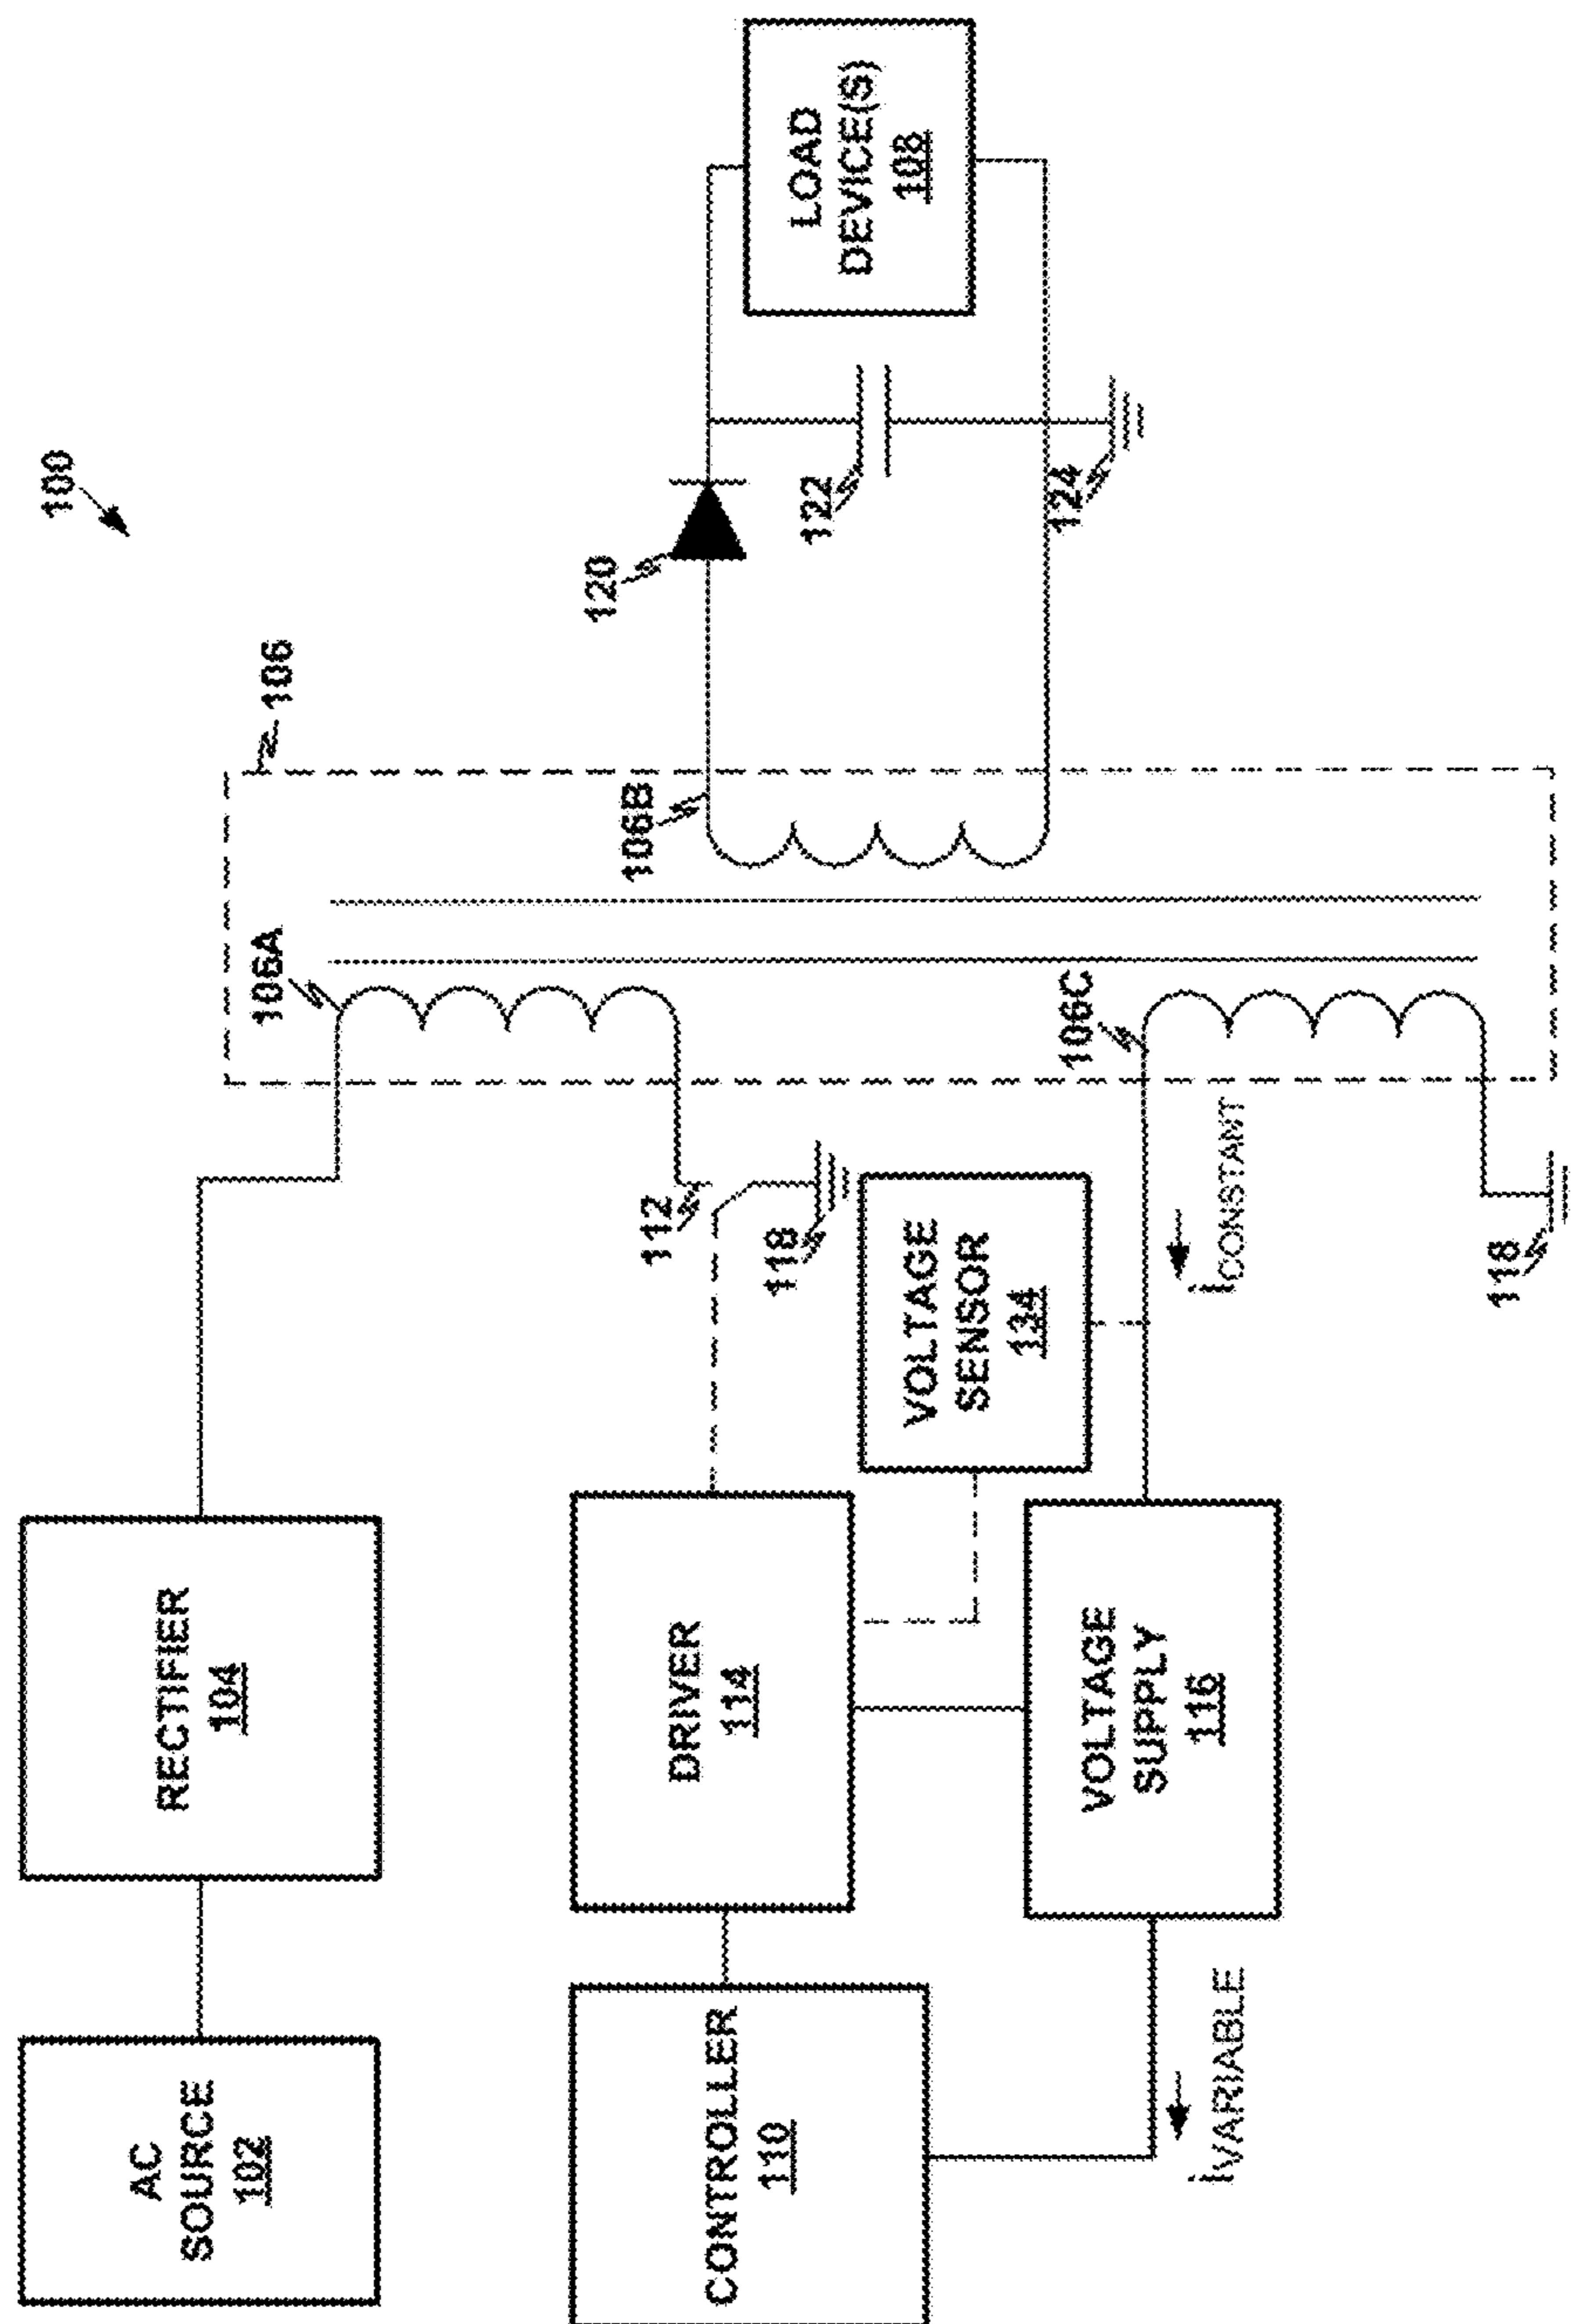 100
AC
SOURCE
102
RECTIFIER
104
106A
106
106B
120
LOAD
DEVICE(S)
108
122
124
112
118
CONTROLLER
110
DRIVER
114
VOLTAGE
SENSOR
134
106C
VOLTAGE
SUPPLY
116
iVARIABLE
iCONSTAMT
118